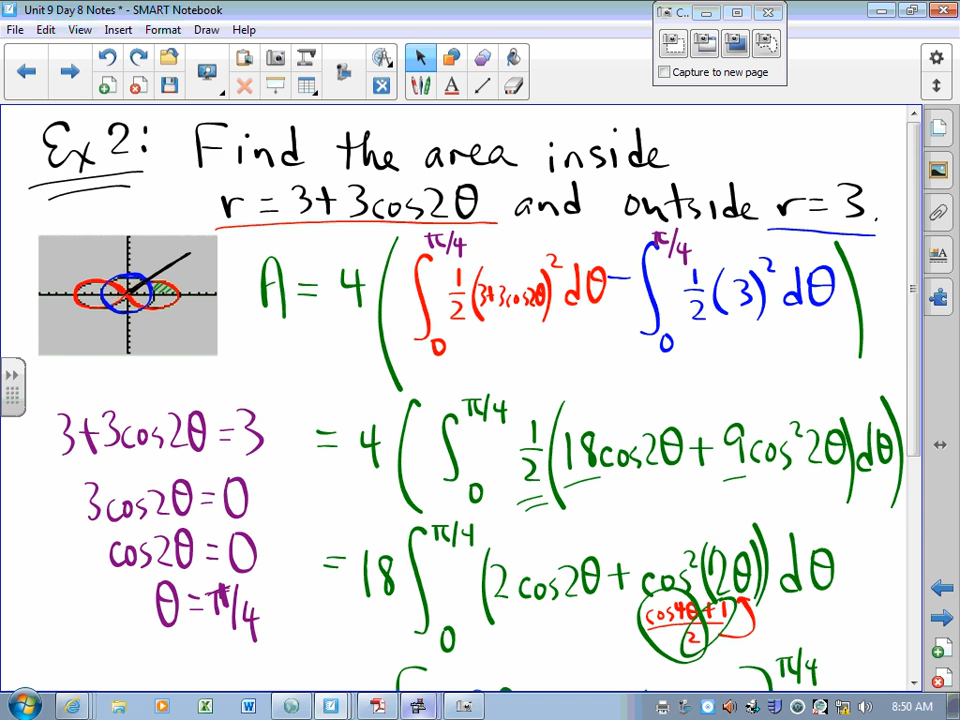 Unit 9 Day 8 Notes * - SMART Notebook
C...
File Edit View Insert Format Draw Help
Capture to new page
Ex 2: Find the area inside
r = 3+3cos2θ and outside r = 3.
A = 4 ( ∫₀^{π/4} 1/2 (3+3cos2θ)² dθ - ∫₀^{π/4} 1/2 (3)² dθ )
3+3cos2θ = 3
= 4 ( ∫₀^{π/4} 1/2 (18cos2θ + 9cos²2θ) dθ )
3cos2θ = 0
cos2θ = 0
= 18 ∫₀^{π/4} (2cos2θ + cos²(2θ)) dθ
θ = π/4
cos4θ+1
2
π/4
8:50 AM